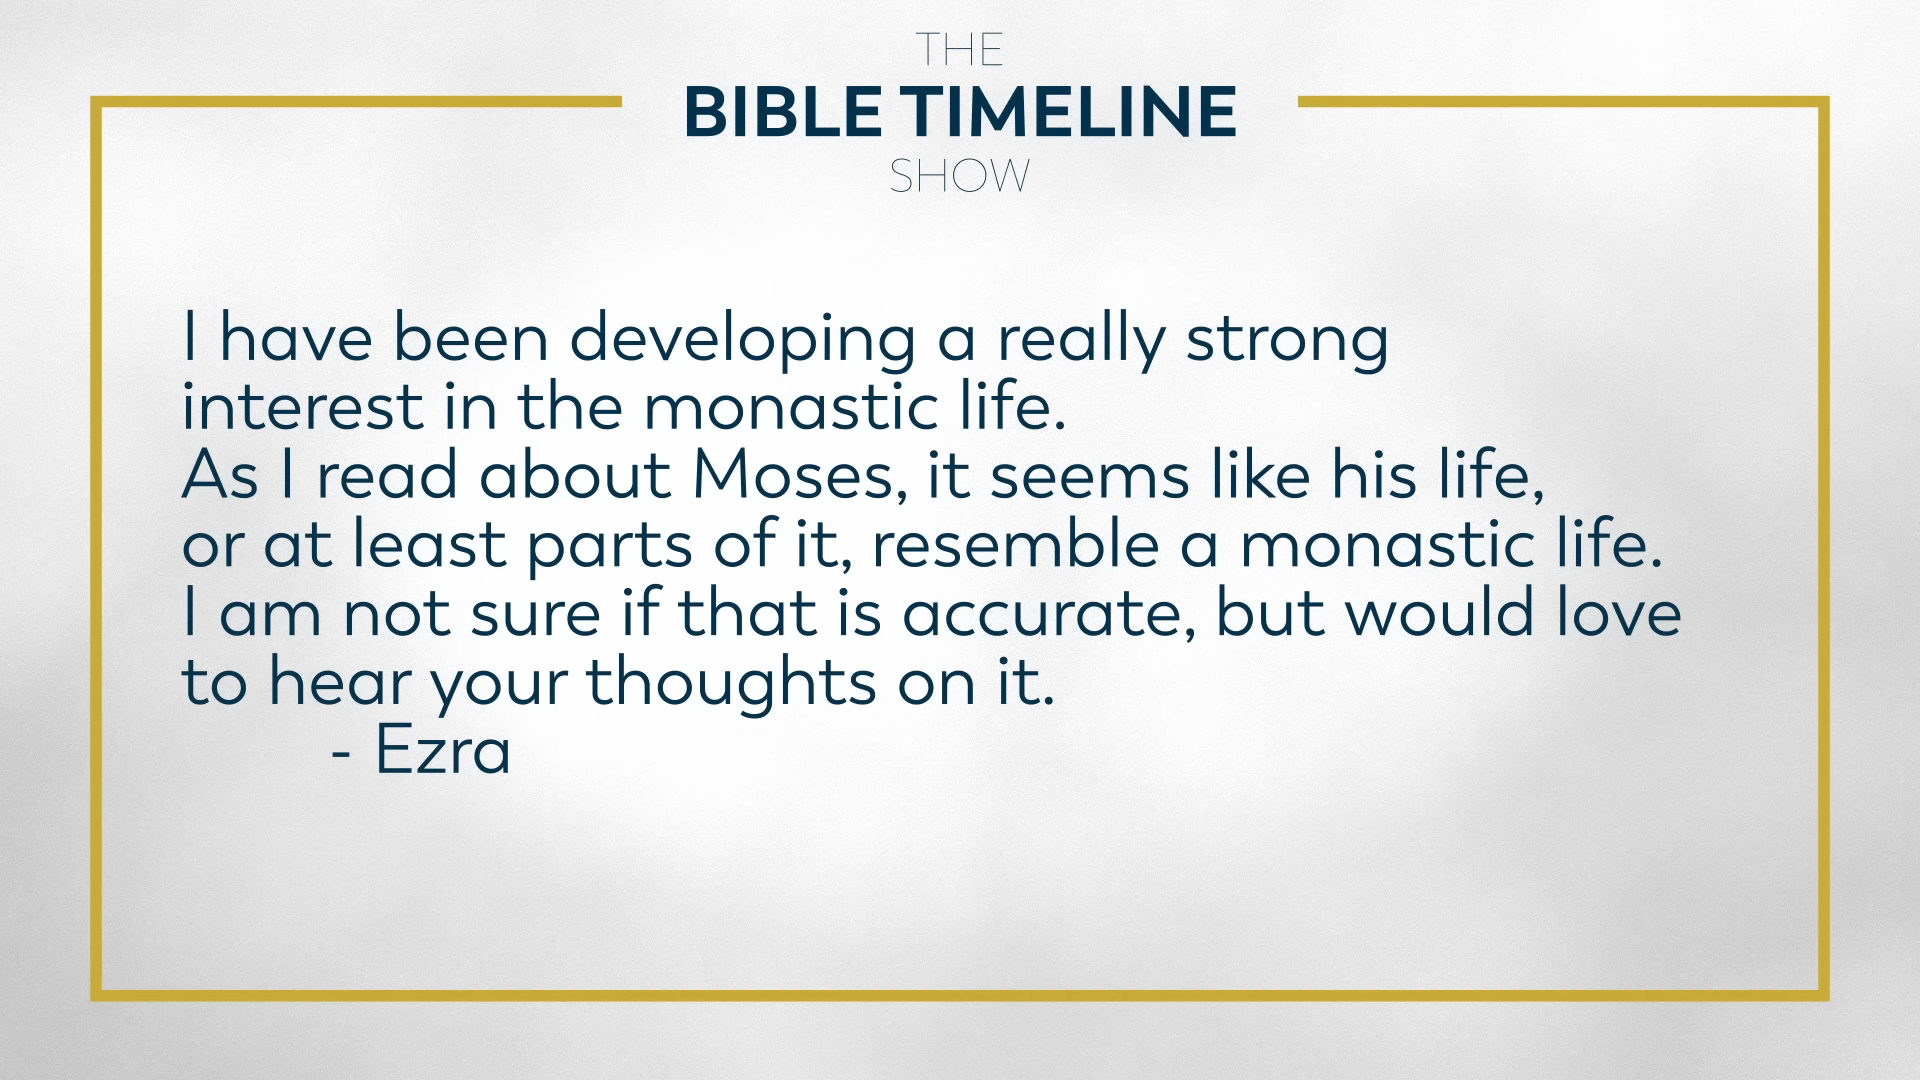 THE
BIBLE TIMELINE
SHOW
I have been developing a really strong
interest in the monastic life.
As I read about Moses, it seems like his life,
or at least parts of it, resemble a monastic life.
I am not sure if that is accurate, but would love
to hear your thoughts on it.
- Ezra